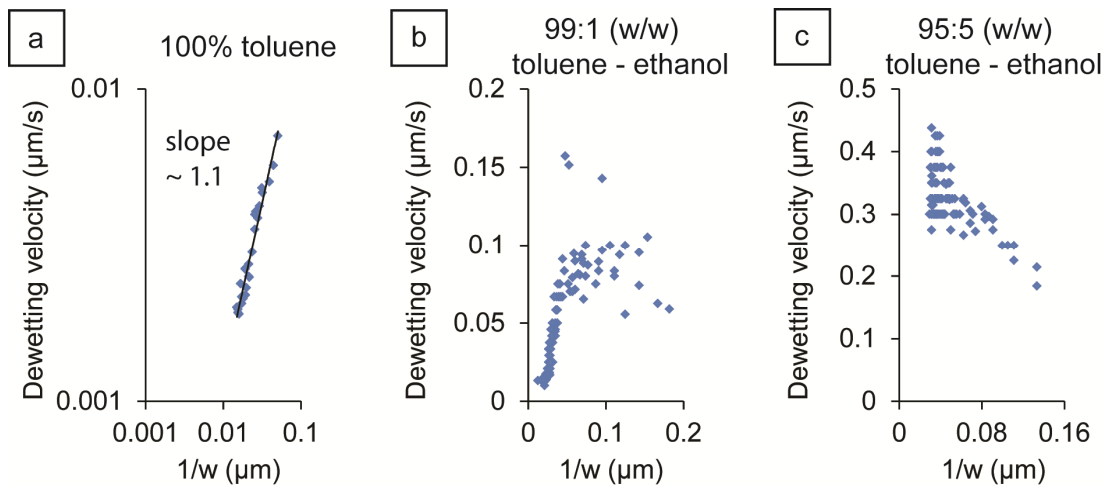 a
100% toluene
Dewetting velocity (µm/s)
0.01
0.001
slope
~ 1.1
0.001
0.01
0.1
1/w (µm)
b
99:1 (w/w)
toluene - ethanol
Dewetting velocity (µm/s)
0.2
0.15
0.1
0.05
0
0
0.1
0.2
1/w (µm)
c
95:5 (w/w)
toluene - ethanol
Dewetting velocity (µm/s)
0.5
0.4
0.3
0.2
0.1
0
0
0.08
0.16
1/w (µm)